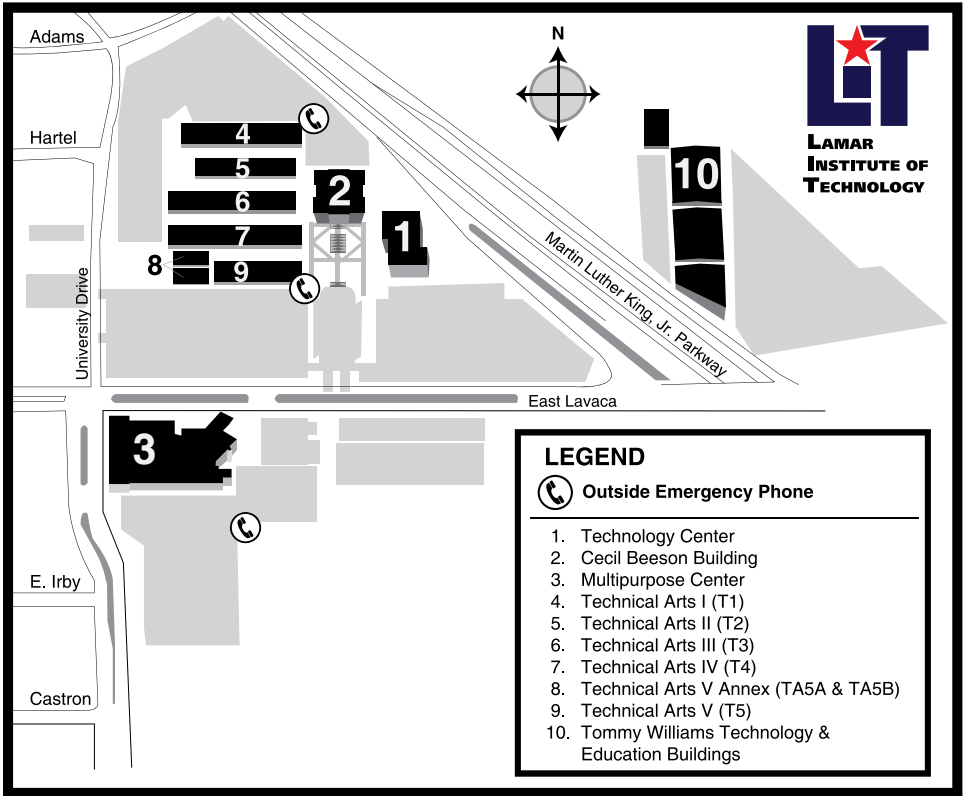 Adams
N
LiT
LAMAR
INSTITUTE OF
TECHNOLOGY
Hartel
4
5
2
10
6
7
1
8
9
University Drive
Martin Luther King, Jr. Parkway
East Lavaca
3
E. Irby
Castron
LEGEND
Outside Emergency Phone
1. Technology Center
2. Cecil Beeson Building
3. Multipurpose Center
4. Technical Arts I (T1)
5. Technical Arts II (T2)
6. Technical Arts III (T3)
7. Technical Arts IV (T4)
8. Technical Arts V Annex (TA5A & TA5B)
9. Technical Arts V (T5)
10. Tommy Williams Technology &
Education Buildings